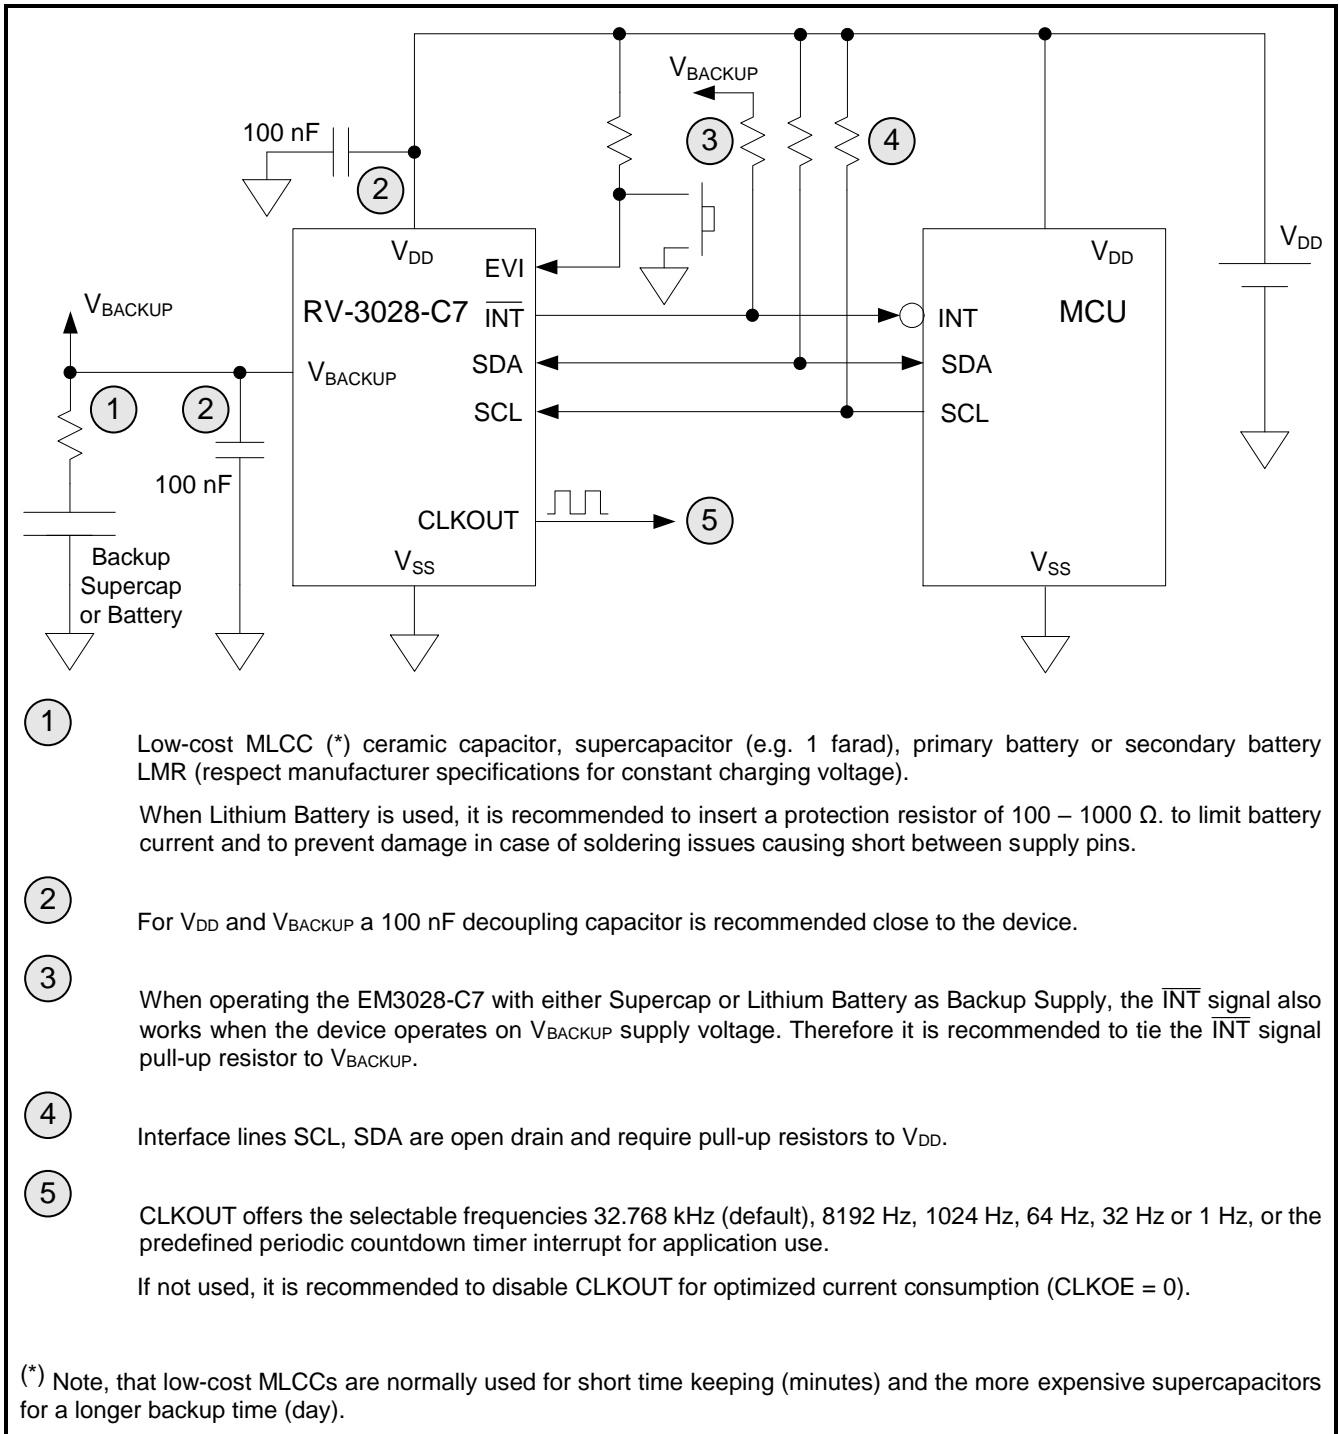 V_BACKUP
100 nF
3
4
2
V_DD
EVI
RV-3028-C7
INT
V_BACKUP
V_BACKUP
SDA
SCL
CLKOUT
V_SS
1
2
100 nF
Backup
Supercap
or Battery
5
V_DD
INT
MCU
SDA
SCL
V_SS
V_DD
1
Low-cost MLCC (*) ceramic capacitor, supercapacitor (e.g. 1 farad), primary battery or secondary battery
LMR (respect manufacturer specifications for constant charging voltage).
When Lithium Battery is used, it is recommended to insert a protection resistor of 100 – 1000 Ω. to limit battery
current and to prevent damage in case of soldering issues causing short between supply pins.
2
For VDD and VBACKUP a 100 nF decoupling capacitor is recommended close to the device.
3
When operating the EM3028-C7 with either Supercap or Lithium Battery as Backup Supply, the INT signal also
works when the device operates on VBACKUP supply voltage. Therefore it is recommended to tie the INT signal
pull-up resistor to VBACKUP.
4
Interface lines SCL, SDA are open drain and require pull-up resistors to VDD.
5
CLKOUT offers the selectable frequencies 32.768 kHz (default), 8192 Hz, 1024 Hz, 64 Hz, 32 Hz or 1 Hz, or the
predefined periodic countdown timer interrupt for application use.
If not used, it is recommended to disable CLKOUT for optimized current consumption (CLKOE = 0).
(*) Note, that low-cost MLCCs are normally used for short time keeping (minutes) and the more expensive supercapacitors
for a longer backup time (day).